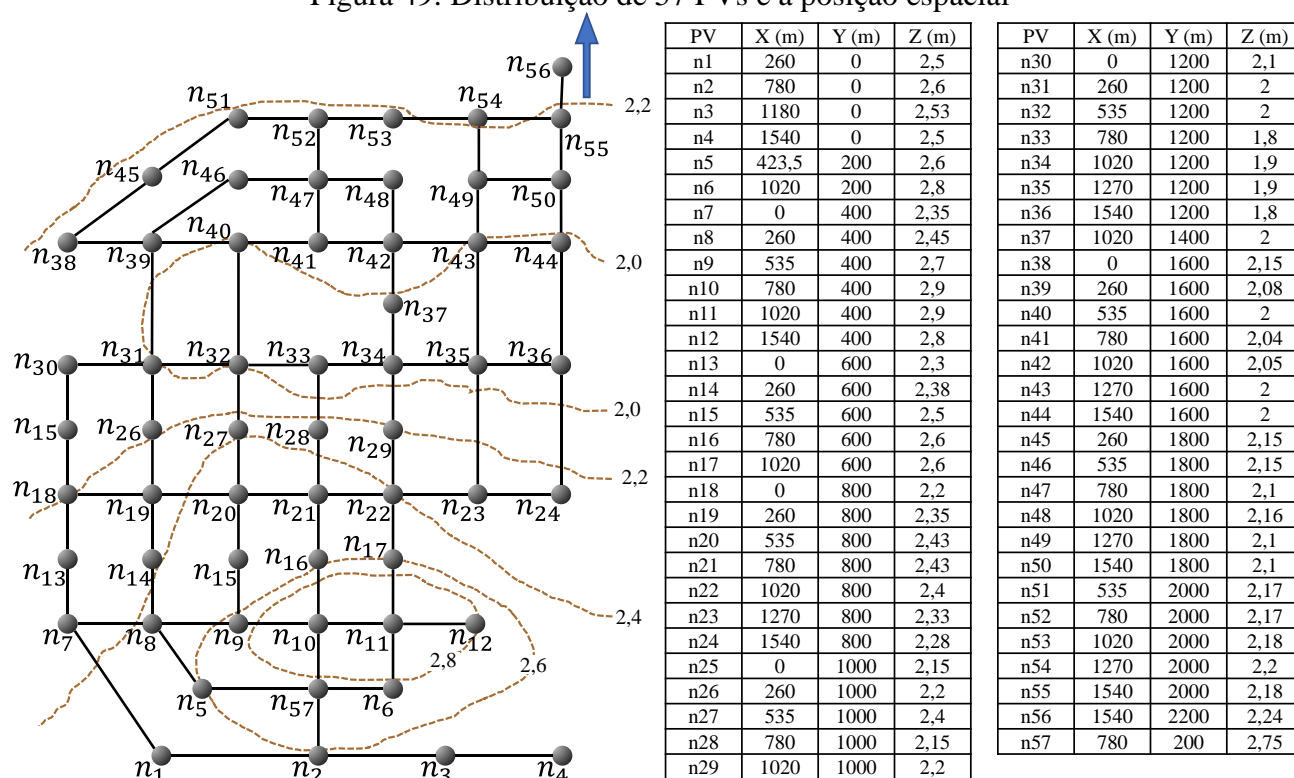 Figura 49. Distribuição de 57 PVs e a posição espacial
n56
n51 n54 2,2
n52 n53 n55
n45 n46 n47 n48 n49 n50
n40
n38 n39 n41 n42 n43 n44 2,0
n37
n30 n31 n32 n33 n34 n35 n36
2,0
n15 n26 n27 n28 n29
2,2
n18 n19 n20 n21 n22 n23 n24
n13 n14 n15 n16 n17
2,4
n7 n8 n9 n10 n11 n12
2,8 2,6
n5 n57 n6
n1 n2 n3 n4
PV X (m) Y (m) Z (m)
n1 260 0 2,5
n2 780 0 2,6
n3 1180 0 2,53
n4 1540 0 2,5
n5 423,5 200 2,6
n6 1020 200 2,8
n7 0 400 2,35
n8 260 400 2,45
n9 535 400 2,7
n10 780 400 2,9
n11 1020 400 2,9
n12 1540 400 2,8
n13 0 600 2,3
n14 260 600 2,38
n15 535 600 2,5
n16 780 600 2,6
n17 1020 600 2,6
n18 0 800 2,2
n19 260 800 2,35
n20 535 800 2,43
n21 780 800 2,43
n22 1020 800 2,4
n23 1270 800 2,33
n24 1540 800 2,28
n25 0 1000 2,15
n26 260 1000 2,2
n27 535 1000 2,4
n28 780 1000 2,15
n29 1020 1000 2,2
PV X (m) Y (m) Z (m)
n30 0 1200 2,1
n31 260 1200 2
n32 535 1200 2
n33 780 1200 1,8
n34 1020 1200 1,9
n35 1270 1200 1,9
n36 1540 1200 1,8
n37 1020 1400 2
n38 0 1600 2,15
n39 260 1600 2,08
n40 535 1600 2
n41 780 1600 2,04
n42 1020 1600 2,05
n43 1270 1600 2
n44 1540 1600 2
n45 260 1800 2,15
n46 535 1800 2,15
n47 780 1800 2,1
n48 1020 1800 2,16
n49 1270 1800 2,1
n50 1540 1800 2,1
n51 535 2000 2,17
n52 780 2000 2,17
n53 1020 2000 2,18
n54 1270 2000 2,2
n55 1540 2000 2,18
n56 1540 2200 2,24
n57 780 200 2,75